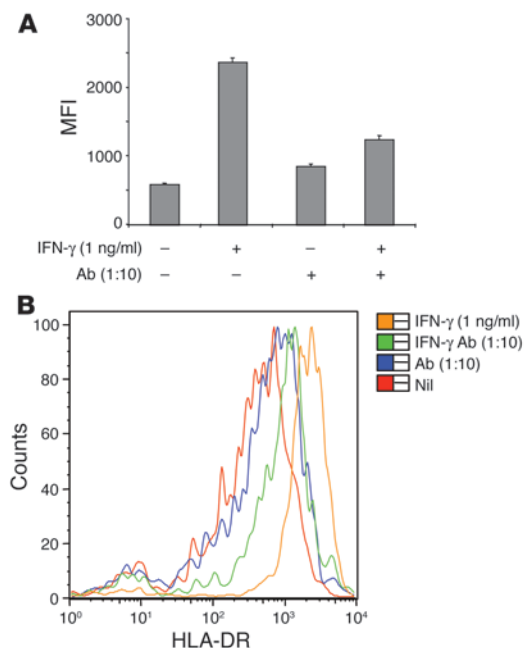 A
MFI
3000
2000
1000
0
IFN-γ (1 ng/ml) – + – +
Ab (1:10) – – + +
B
Counts
100
80
60
40
20
0
10⁰ 10¹ 10² 10³ 10⁴
HLA-DR
IFN-γ (1 ng/ml)
IFN-γ Ab (1:10)
Ab (1:10)
Nil